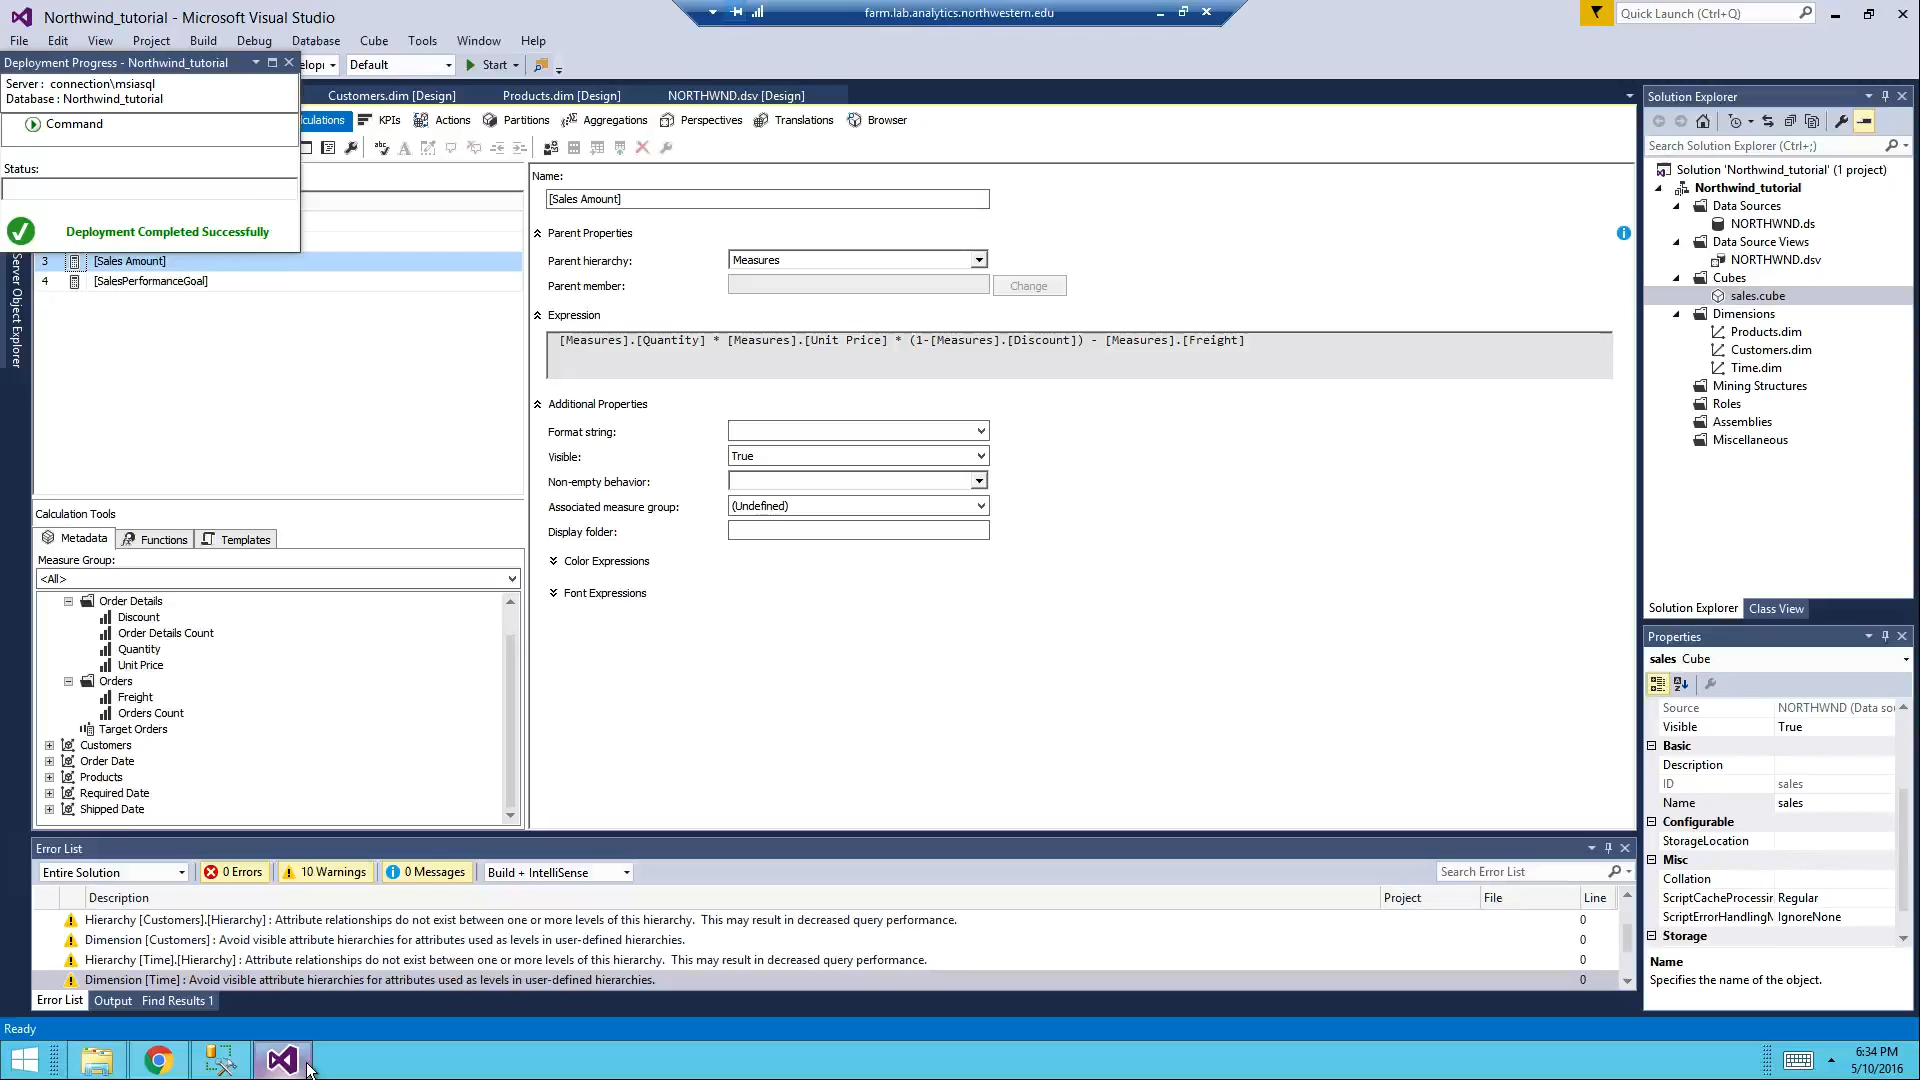 Northwind_tutorial - Microsoft Visual Studio
farm.lab.analytics.northwestern.edu
Quick Launch (Ctrl+Q)
File Edit View Project Build Debug Database Cube Tools Window Help
Deployment Progress - Northwind_tutorial
Default
Start
Server : connection\msiasql
Database : Northwind_tutorial
Command
Status:
Deployment Completed Successfully
Customers.dim [Design] Products.dim [Design] NORTHWND.dsv [Design]
KPIs Actions Partitions Aggregations Perspectives Translations Browser
Server Object Explorer
3 [Sales Amount]
4 [SalesPerformanceGoal]
Calculation Tools
Metadata Functions Templates
Measure Group:
<All>
Order Details
Discount
Order Details Count
Quantity
Unit Price
Orders
Freight
Orders Count
Target Orders
Customers
Order Date
Products
Required Date
Shipped Date
Name:
[Sales Amount]
Parent Properties
Parent hierarchy: Measures
Parent member: Change
Expression
[Measures].[Quantity] * [Measures].[Unit Price] * (1-[Measures].[Discount]) - [Measures].[Freight]
Additional Properties
Format string:
Visible: True
Non-empty behavior:
Associated measure group: (Undefined)
Display folder:
Color Expressions
Font Expressions
Solution Explorer
Search Solution Explorer (Ctrl+;)
Solution 'Northwind_tutorial' (1 project)
Northwind_tutorial
Data Sources
NORTHWND.ds
Data Source Views
NORTHWND.dsv
Cubes
sales.cube
Dimensions
Products.dim
Customers.dim
Time.dim
Mining Structures
Roles
Assemblies
Miscellaneous
Solution Explorer Class View
Properties
sales Cube
Source NORTHWND (Data sou
Visible True
Basic
Description
ID sales
Name sales
Configurable
StorageLocation
Misc
Collation
ScriptCacheProcessin Regular
ScriptErrorHandlingM IgnoreNone
Storage
Name
Specifies the name of the object.
Error List
Entire Solution 0 Errors 10 Warnings 0 Messages Build + IntelliSense Search Error List
Description Project File Line
Hierarchy [Customers].[Hierarchy] : Attribute relationships do not exist between one or more levels of this hierarchy. This may result in decreased query performance. 0
Dimension [Customers] : Avoid visible attribute hierarchies for attributes used as levels in user-defined hierarchies. 0
Hierarchy [Time].[Hierarchy] : Attribute relationships do not exist between one or more levels of this hierarchy. This may result in decreased query performance. 0
Dimension [Time] : Avoid visible attribute hierarchies for attributes used as levels in user-defined hierarchies. 0
Error List Output Find Results 1
Ready
6:34 PM
5/10/2016